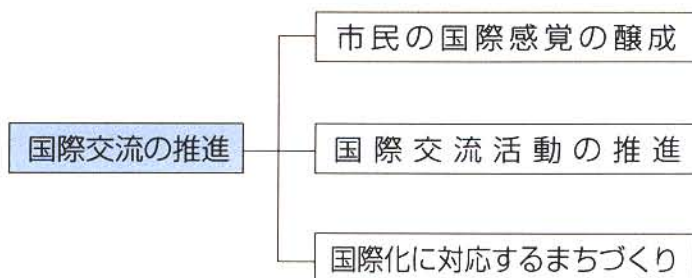 国際交流の推進
市民の国際感覚の醸成
国際交流活動の推進
国際化に対応するまちづくり